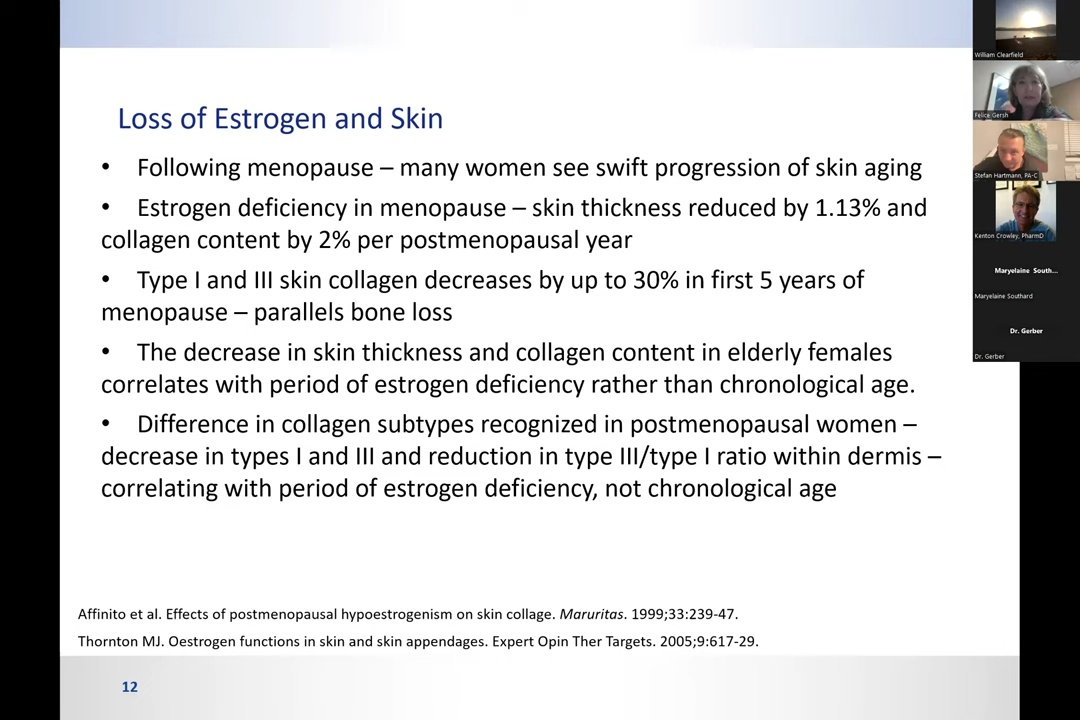 Loss of Estrogen and Skin
• Following menopause – many women see swift progression of skin aging
• Estrogen deficiency in menopause – skin thickness reduced by 1.13% and
collagen content by 2% per postmenopausal year
• Type I and III skin collagen decreases by up to 30% in first 5 years of
menopause – parallels bone loss
• The decrease in skin thickness and collagen content in elderly females
correlates with period of estrogen deficiency rather than chronological age.
• Difference in collagen subtypes recognized in postmenopausal women –
decrease in types I and III and reduction in type III/type I ratio within dermis –
correlating with period of estrogen deficiency, not chronological age
Affinito et al. Effects of postmenopausal hypoestrogenism on skin collage. Maruritas. 1999;33:239-47.
Thornton MJ. Oestrogen functions in skin and skin appendages. Expert Opin Ther Targets. 2005;9:617-29.
12
William Clearfield
Felice Gersh
Stefan Hartmann, PA-C
Kenton Crowley, PharmD
Maryelaine South...
Maryelaine Southard
Dr. Gerber
Dr. Gerber